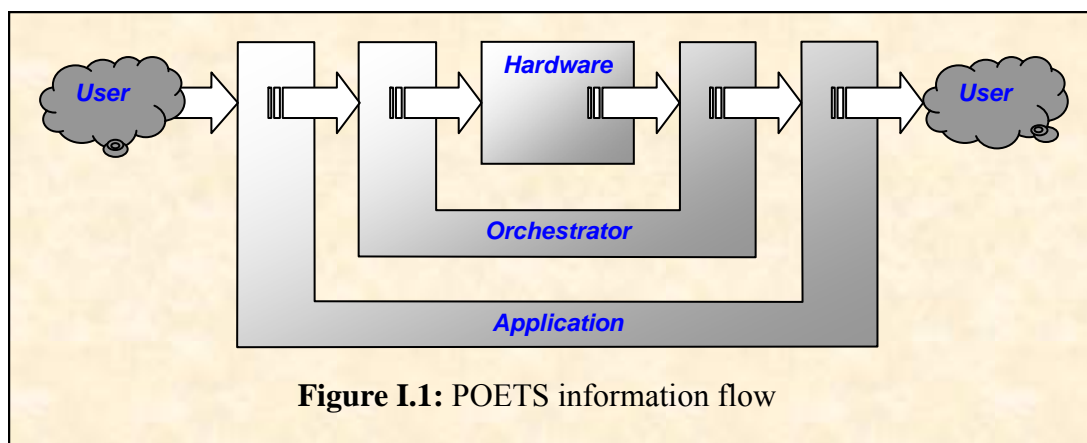 User
Hardware
User
Orchestrator
Application
Figure I.1: POETS information flow